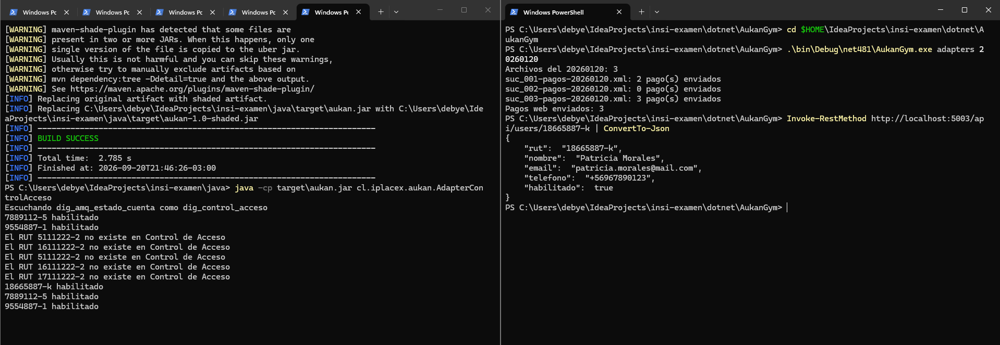 Windows Pc
Windows Pc
Windows Pc
Windows Pc
Windows Pc
[WARNING] maven-shade-plugin has detected that some files are
[WARNING] present in two or more JARs. When this happens, only one
[WARNING] single version of the file is copied to the uber jar.
[WARNING] Usually this is not harmful and you can skip these warnings,
[WARNING] otherwise try to manually exclude artifacts based on
[WARNING] mvn dependency:tree -Ddetail=true and the above output.
[WARNING] See https://maven.apache.org/plugins/maven-shade-plugin/
[INFO] Replacing original artifact with shaded artifact.
[INFO] Replacing C:\Users\debye\IdeaProjects\insi-examen\java\target\aukan.jar with C:\Users\debye\Ide
aProjects\insi-examen\java\target\aukan-1.0-shaded.jar
[INFO] ------------------------------------------------------------------------
[INFO] BUILD SUCCESS
[INFO] ------------------------------------------------------------------------
[INFO] Total time:  2.785 s
[INFO] Finished at: 2026-09-20T21:46:26-03:00
[INFO] ------------------------------------------------------------------------
PS C:\Users\debye\IdeaProjects\insi-examen\java> java -cp target\aukan.jar cl.iplacex.aukan.AdapterCon
trolAcceso
Escuchando dig_amq_estado_cuenta como dig_control_acceso
7889112-5 habilitado
9554887-1 habilitado
El RUT 5111222-2 no existe en Control de Acceso
El RUT 16111222-2 no existe en Control de Acceso
El RUT 5111222-2 no existe en Control de Acceso
El RUT 16111222-2 no existe en Control de Acceso
El RUT 17111222-2 no existe en Control de Acceso
18665887-k habilitado
7889112-5 habilitado
9554887-1 habilitado
Windows PowerShell
PS C:\Users\debye\IdeaProjects\insi-examen\dotnet\AukanGym> cd $HOME\IdeaProjects\insi-examen\dotnet\A
ukanGym
PS C:\Users\debye\IdeaProjects\insi-examen\dotnet\AukanGym> .\bin\Debug\net481\AukanGym.exe adapters 2
0260120
Archivos del 20260120: 3
suc_001-pagos-20260120.xml: 2 pago(s) enviados
suc_002-pagos-20260120.xml: 0 pago(s) enviados
suc_003-pagos-20260120.xml: 3 pago(s) enviados
Pagos web enviados: 3
PS C:\Users\debye\IdeaProjects\insi-examen\dotnet\AukanGym> Invoke-RestMethod http://localhost:5003/ap
i/users/18665887-k | ConvertTo-Json
{
    "rut":  "18665887-k",
    "nombre":  "Patricia Morales",
    "email":  "patricia.morales@mail.com",
    "telefono":  "+56967890123",
    "habilitado":  true
}
PS C:\Users\debye\IdeaProjects\insi-examen\dotnet\AukanGym>